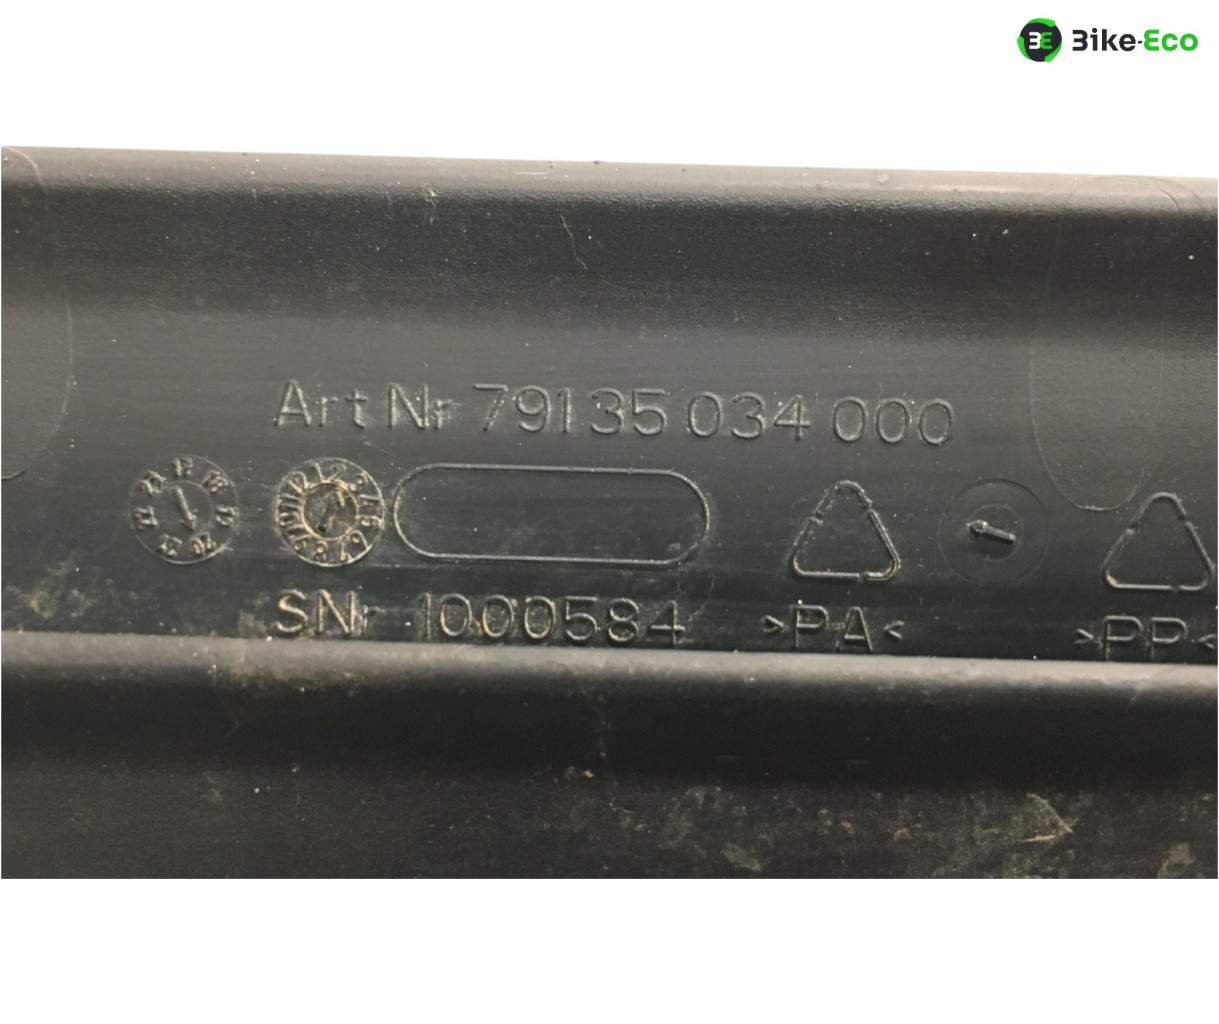 Bike-Eco
Art Nr 79135 034 000
SNr 1000584
>PA<
>PP<